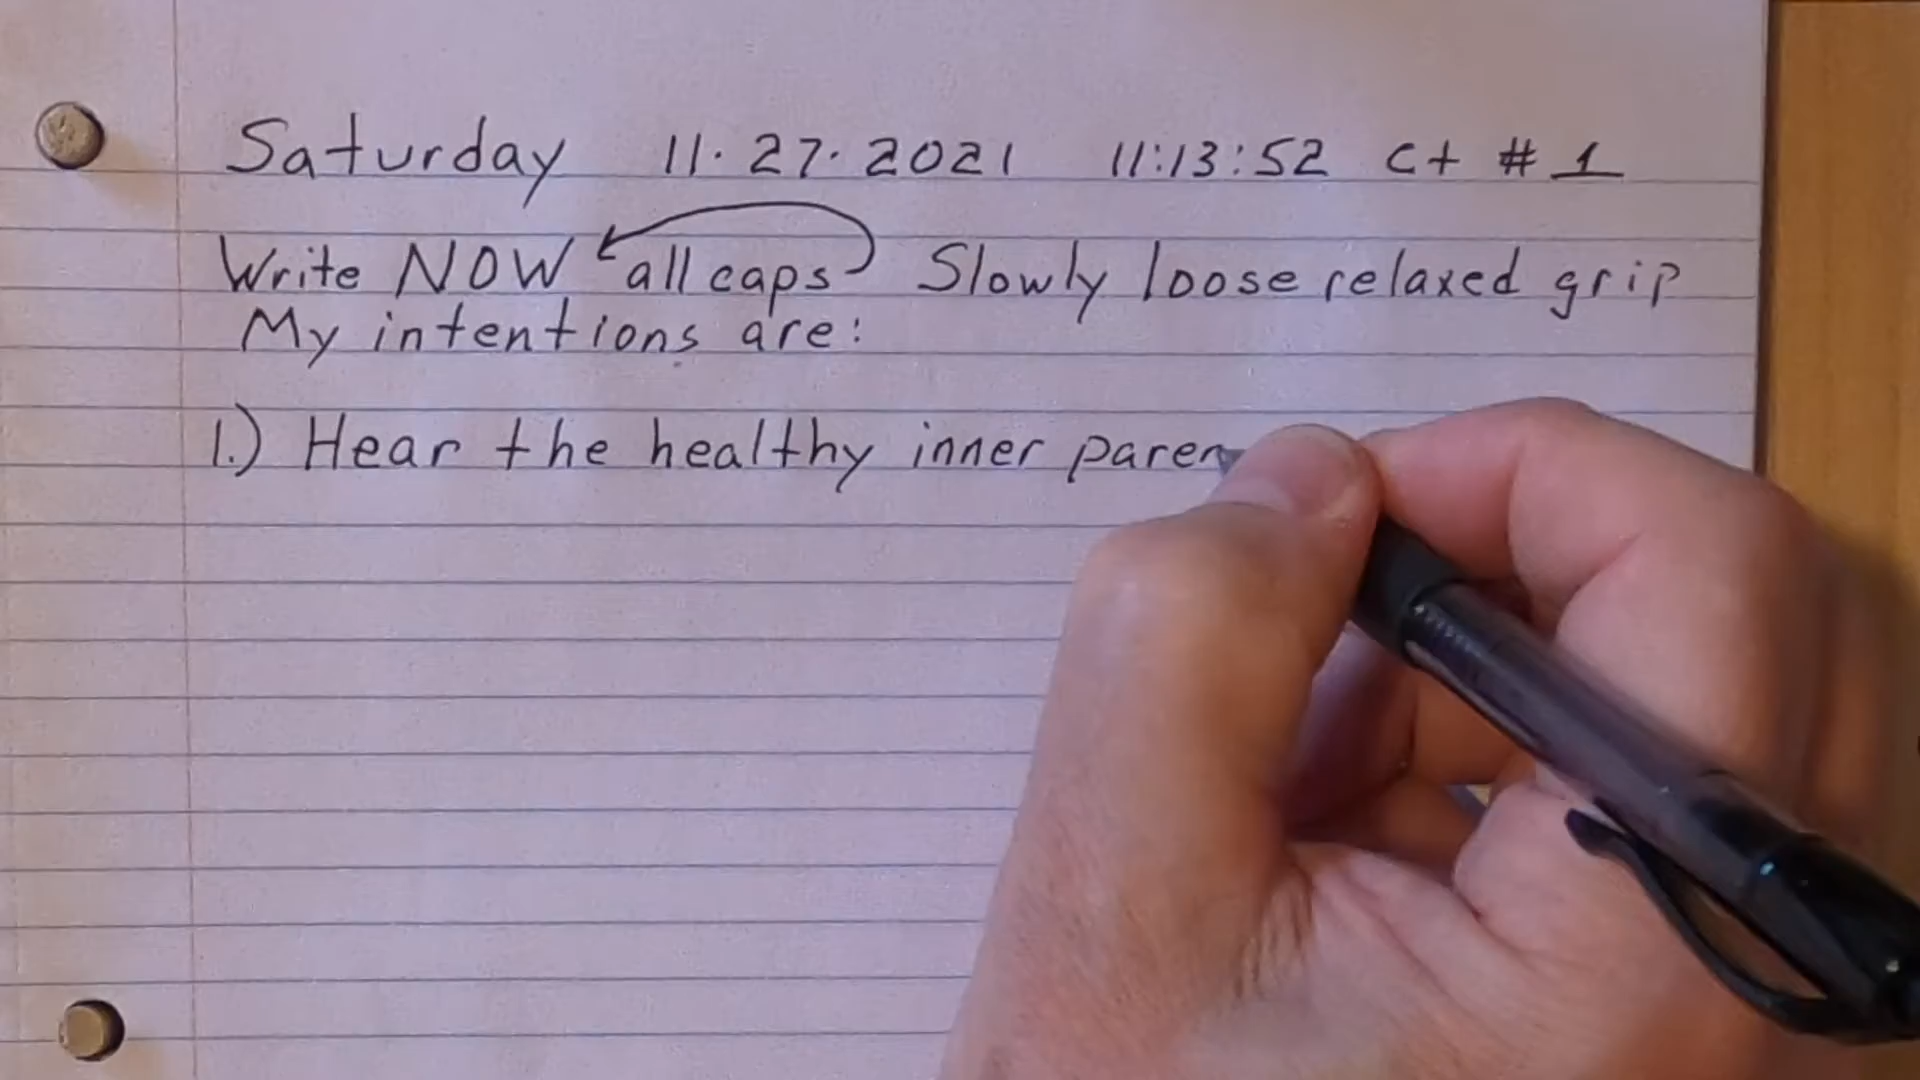 Saturday 11·27·2021 11:13:52 Ct #1
Write NOW all caps Slowly loose relaxed grip
My intentions are:
1.) Hear the healthy inner paren